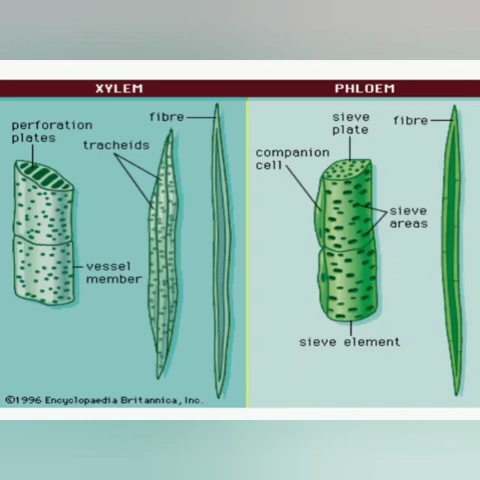 XYLEM
perforation
plates
tracheids
fibre
vessel
member
PHLOEM
sieve
plate
fibre
companion
cell
sieve
areas
sieve element
©1996 Encyclopaedia Britannica, Inc.